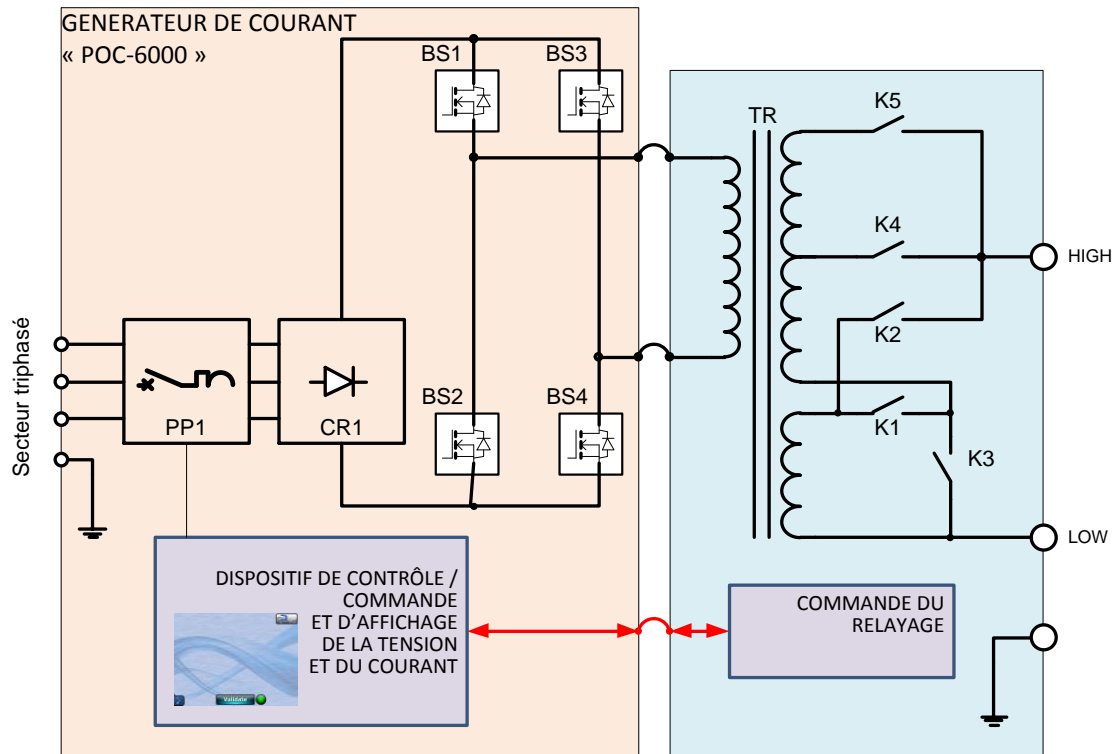 GENERATEUR DE COURANT
« POC-6000 »
BS1
BS3
K5
TR
K4
HIGH
K2
Secteur triphasé
PP1
CR1
BS2
BS4
K1
K3
LOW
DISPOSITIF DE CONTRÔLE /
COMMANDE
ET D’AFFICHAGE
DE LA TENSION
ET DU COURANT
Validate
COMMANDE DU
RELAYAGE